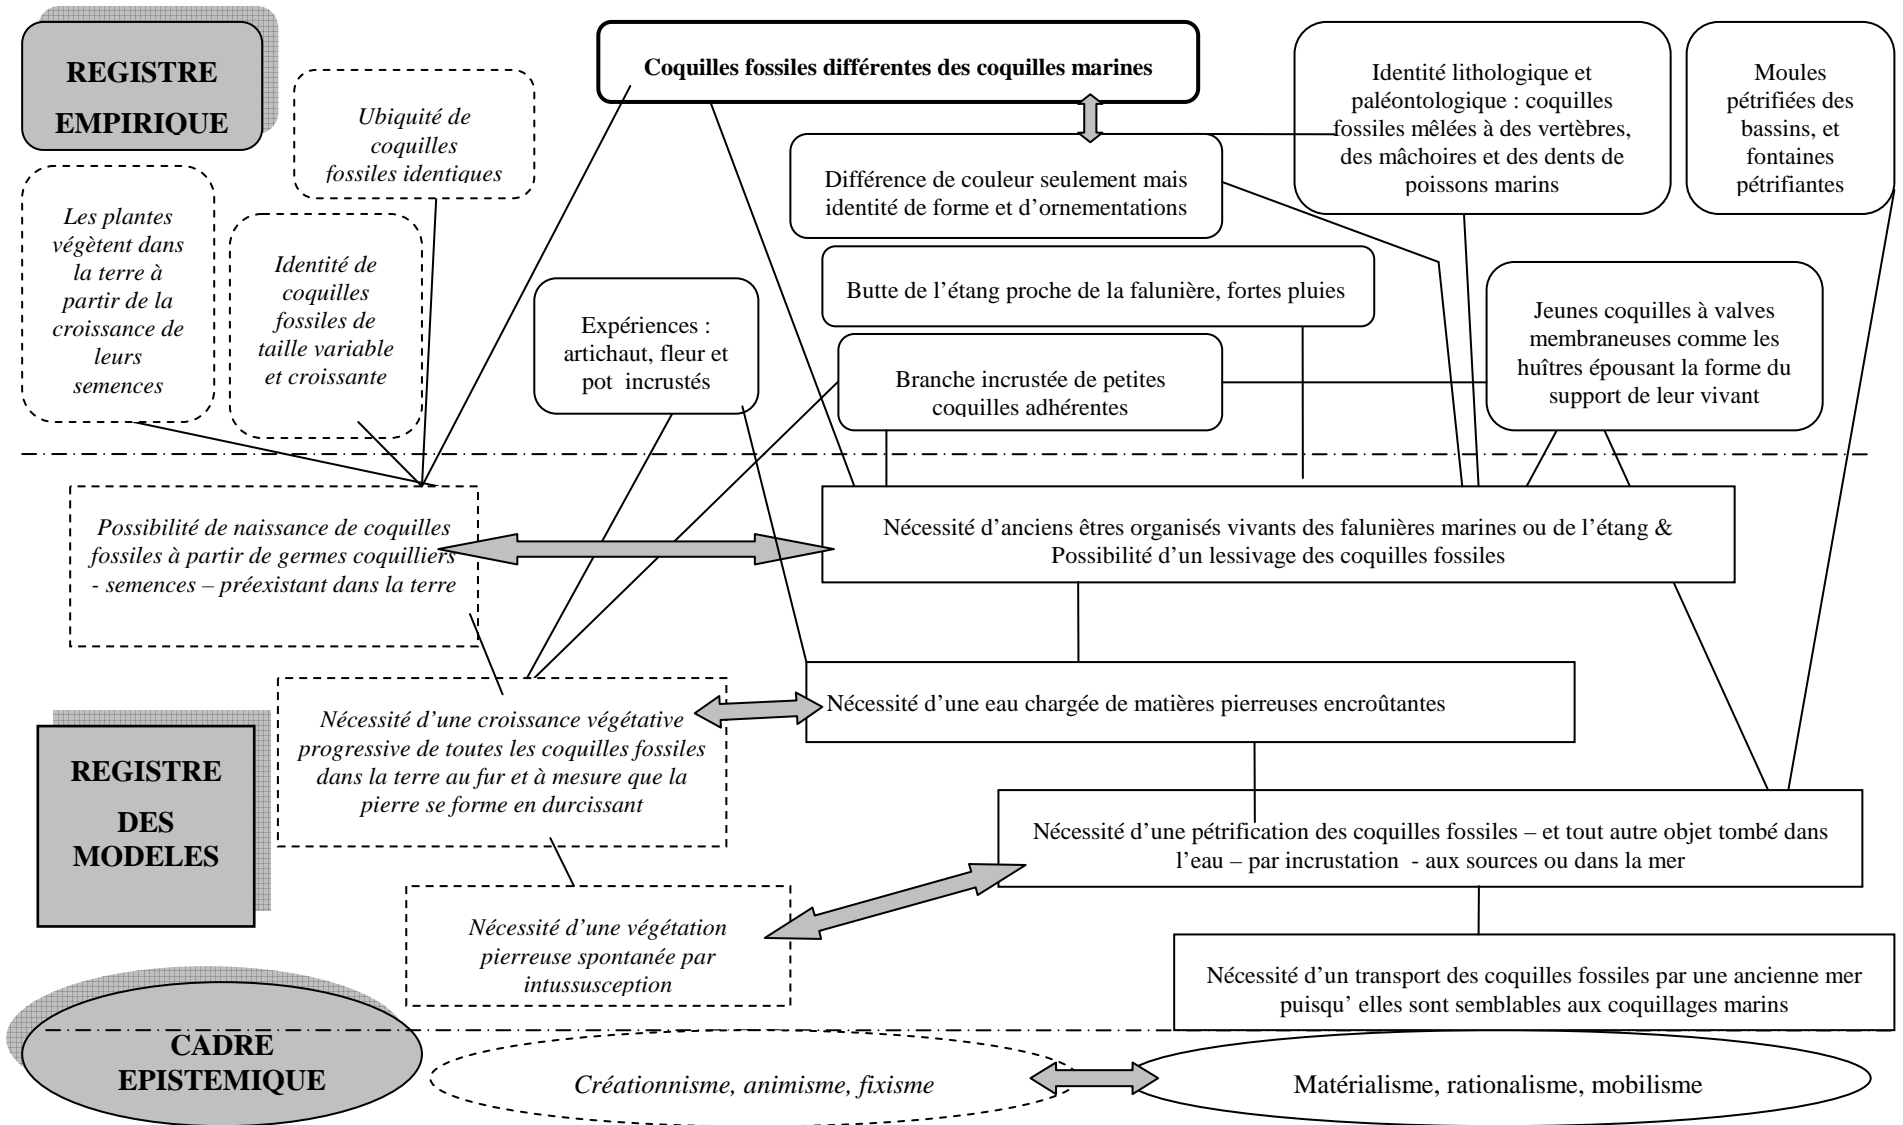 REGISTRE
EMPIRIQUE
Ubiquité de
coquilles
fossiles identiques
Coquilles fossiles différentes des coquilles marines
Identité lithologique et
paléontologique : coquilles
fossiles mêlées à des vertèbres,
des mâchoires et des dents de
poissons marins
Moules
pétrifiées des
bassins, et
fontaines
pétrifiantes
Les plantes
végètent dans
la terre à
partir de la
croissance de
leurs
semences
Identité de
coquilles
fossiles de
taille variable
et croissante
Différence de couleur seulement mais
identité de forme et d’ornementations
Butte de l’étang proche de la falunière, fortes pluies
Expériences :
artichaut, fleur et
pot incrustés
Branche incrustée de petites
coquilles adhérentes
Jeunes coquilles à valves
membraneuses comme les
huîtres épousant la forme du
support de leur vivant
Possibilité de naissance de coquilles
fossiles à partir de germes coquilliers
- semences – préexistant dans la terre
Nécessité d’anciens êtres organisés vivants des falunières marines ou de l’étang &
Possibilité d’un lessivage des coquilles fossiles
REGISTRE
DES
MODELES
Nécessité d’une croissance végétative
progressive de toutes les coquilles fossiles
dans la terre au fur et à mesure que la
pierre se forme en durcissant
Nécessité d’une eau chargée de matières pierreuses encroûtantes
Nécessité d’une pétrification des coquilles fossiles – et tout autre objet tombé dans
l’eau – par incrustation - aux sources ou dans la mer
Nécessité d’une végétation
pierreuse spontanée par
intussusception
Nécessité d’un transport des coquilles fossiles par une ancienne mer
puisqu’ elles sont semblables aux coquillages marins
CADRE
EPISTEMIQUE
Créationnisme, animisme, fixisme
Matérialisme, rationalisme, mobilisme